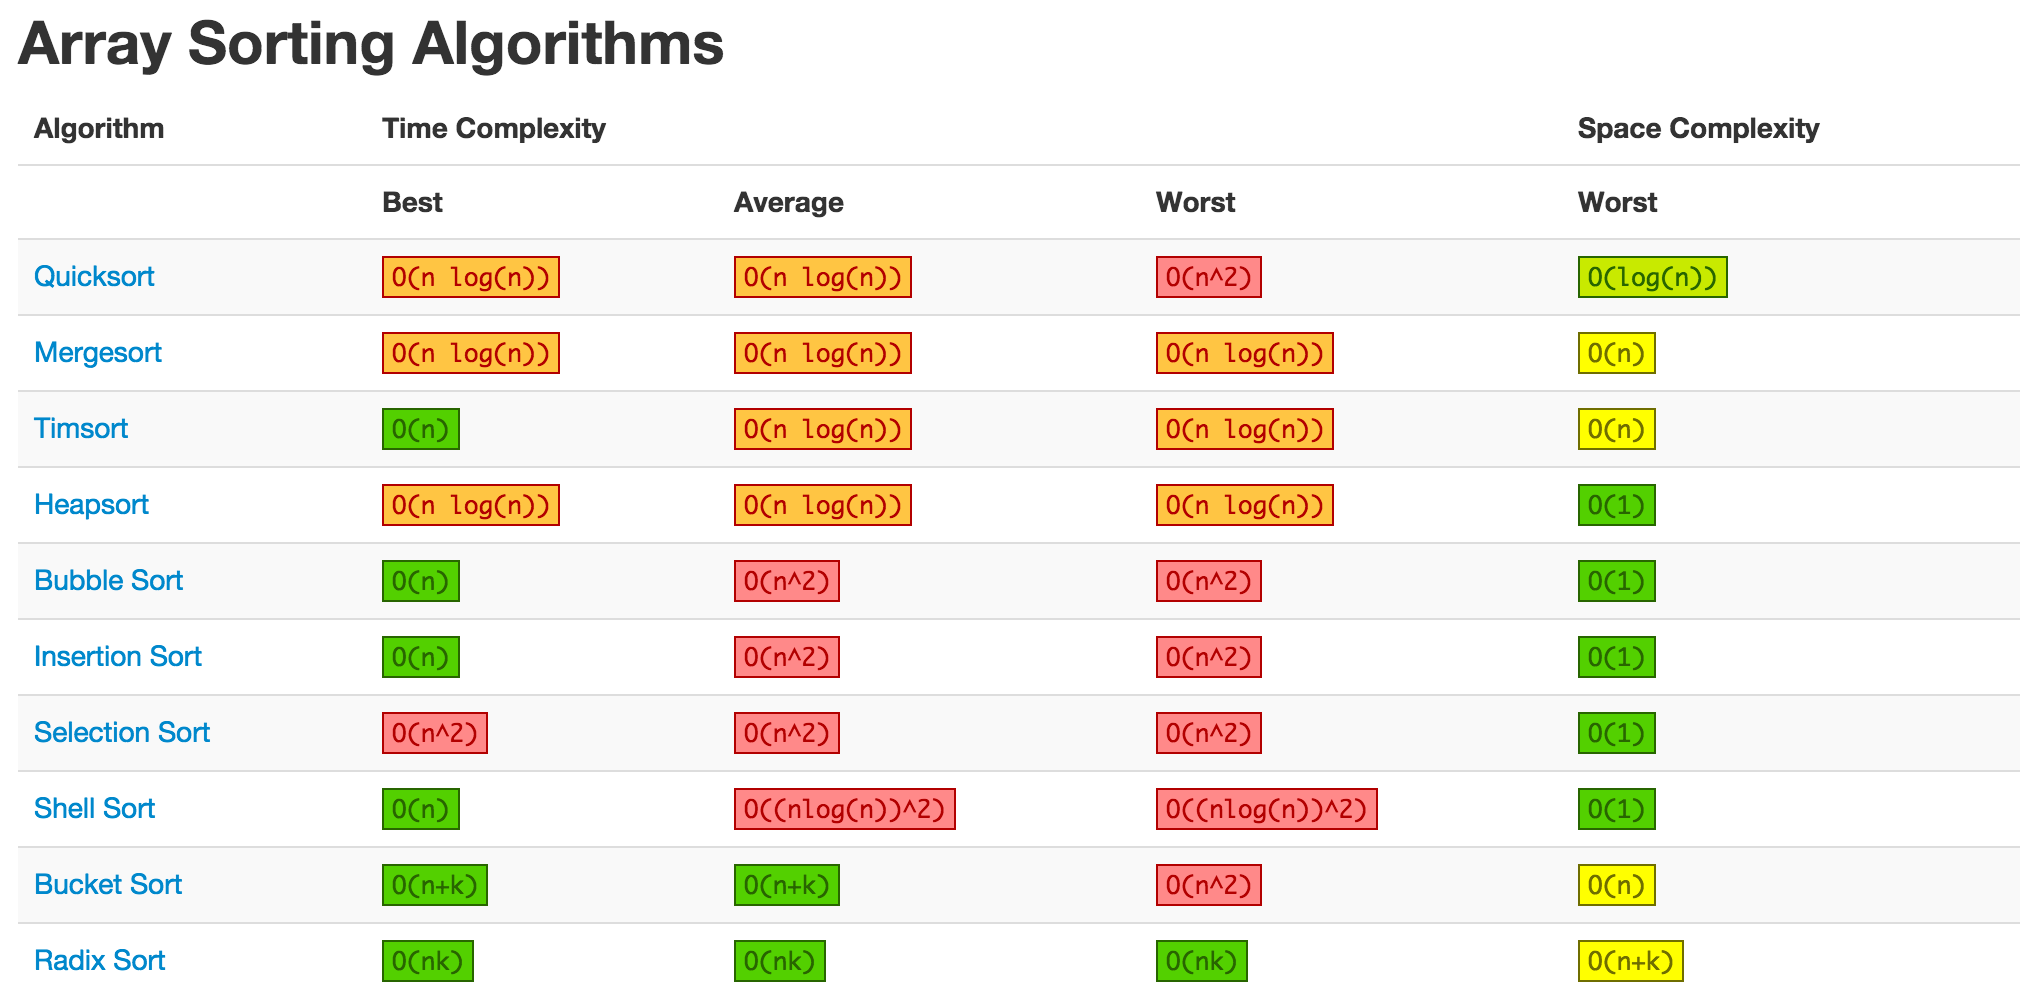 Array Sorting Algorithms
Algorithm Time Complexity Space Complexity
Best Average Worst Worst
Quicksort O(n log(n)) O(n log(n)) O(n^2) O(log(n))
Mergesort O(n log(n)) O(n log(n)) O(n log(n)) O(n)
Timsort O(n) O(n log(n)) O(n log(n)) O(n)
Heapsort O(n log(n)) O(n log(n)) O(n log(n)) O(1)
Bubble Sort O(n) O(n^2) O(n^2) O(1)
Insertion Sort O(n) O(n^2) O(n^2) O(1)
Selection Sort O(n^2) O(n^2) O(n^2) O(1)
Shell Sort O(n) O((nlog(n))^2) O((nlog(n))^2) O(1)
Bucket Sort O(n+k) O(n+k) O(n^2) O(n)
Radix Sort O(nk) O(nk) O(nk) O(n+k)